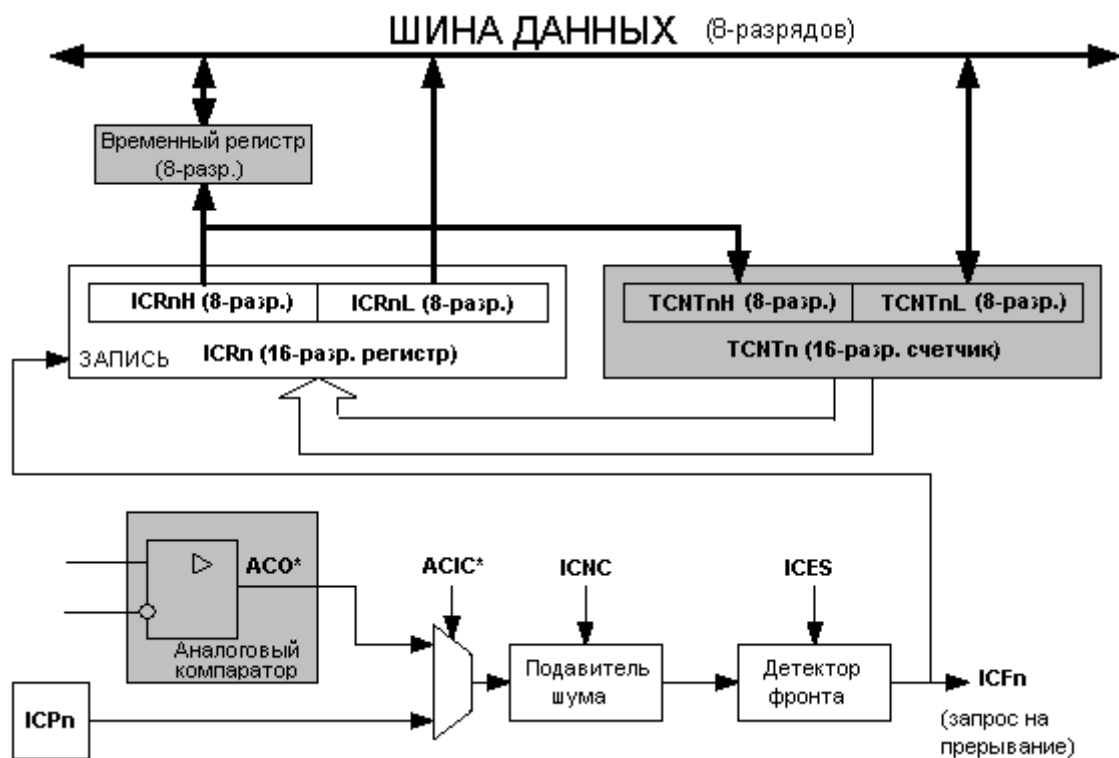 ШИНА ДАННЫХ (8-разрядов)
Временный регистр
(8-разр.)
ICRnH (8-разр.)
ICRnL (8-разр.)
TCNTnH (8-разр.)
TCNTnL (8-разр.)
ЗАПИСЬ
ICRn (16-разр. регистр)
TCNTn (16-разр. счетчик)
ACO*
ACIC*
ICNC
ICES
Аналоговый
компаратор
Подавитель
шума
Детектор
фронта
ICFn
ICPn
(запрос на
прерывание)